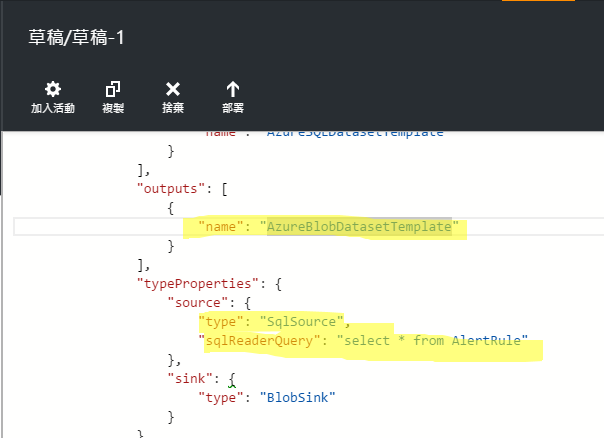 草稿/草稿-1
加入活動 複製 捨棄 部署
"name": "AzureSQLDatasetTemplate"
}
],
"outputs": [
{
"name": "AzureBlobDatasetTemplate"
}
],
"typeProperties": {
"source": {
"type": "SqlSource",
"sqlReaderQuery": "select * from AlertRule"
},
"sink": {
"type": "BlobSink"
}
},